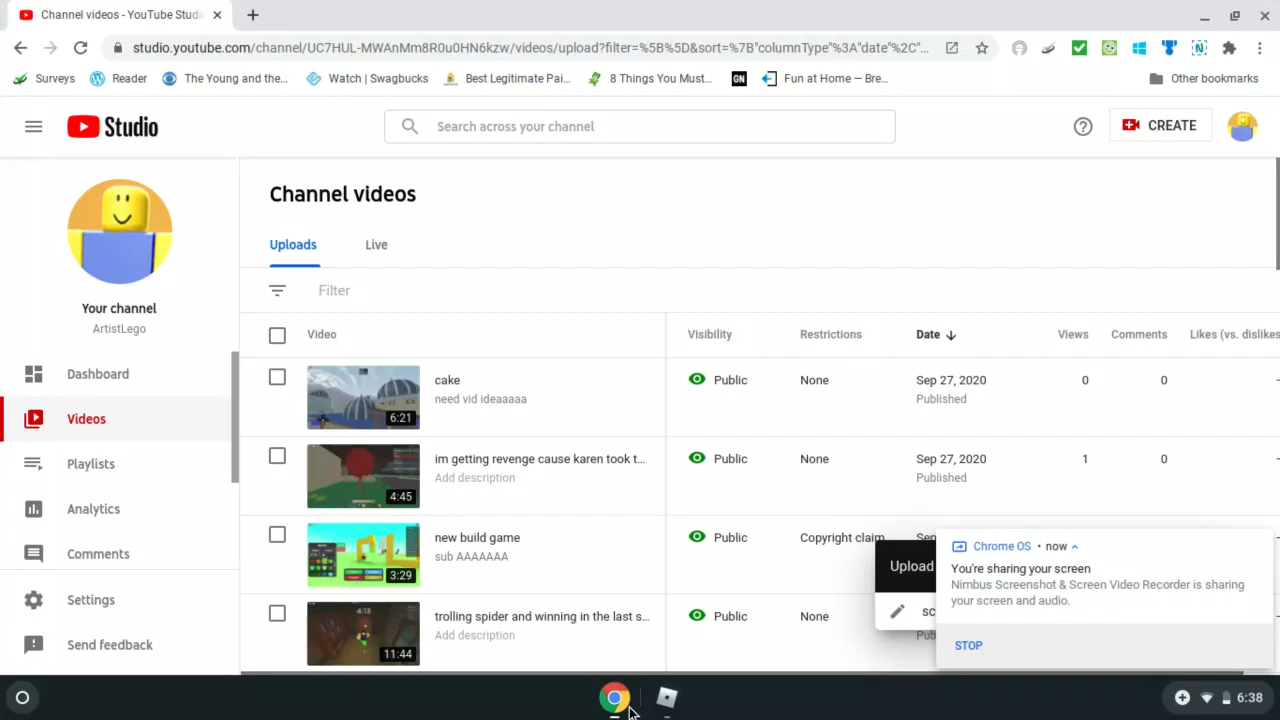 Channel videos - YouTube Studi
studio.youtube.com/channel/UC7HUL-MWAnMm8R0u0HN6kzw/videos/upload?filter=%5B%5D&sort=%7B"columnType"%3A"date"%2C"...
Surveys Reader The Young and the... Watch | Swagbucks Best Legitimate Pai... 8 Things You Must... GN Fun at Home — Bre... Other bookmarks
Studio Search across your channel CREATE
Channel videos
Uploads Live
Your channel
ArtistLego
Filter
Video Visibility Restrictions Date Views Comments Likes (vs. dislikes
Dashboard
Videos
Playlists
Analytics
Comments
Settings
Send feedback
cake Public None Sep 27, 2020 0 0 -
need vid ideaaaaa Published
6:21
im getting revenge cause karen took t... Public None Sep 27, 2020 1 0 -
Add description Published
4:45
new build game Public Copyright claim Sep
sub AAAAAAA
3:29
trolling spider and winning in the last s... Public None
Add description Pub
4:13
11:44
Upload
sc
Chrome OS • now
You're sharing your screen
Nimbus Screenshot & Screen Video Recorder is sharing
your screen and audio.
STOP
6:38